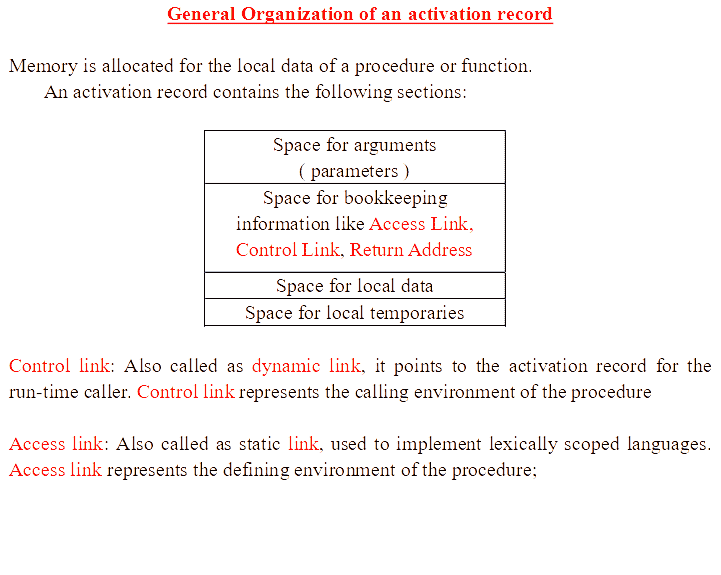 General Organization of an activation record
Memory is allocated for the local data of a procedure or function.
An activation record contains the following sections:
Space for arguments
( parameters )
Space for bookkeeping
information like Access Link,
Control Link, Return Address
Space for local data
Space for local temporaries
Control link: Also called as dynamic link, it points to the activation record for the
run-time caller. Control link represents the calling environment of the procedure
Access link: Also called as static link, used to implement lexically scoped languages.
Access link represents the defining environment of the procedure;